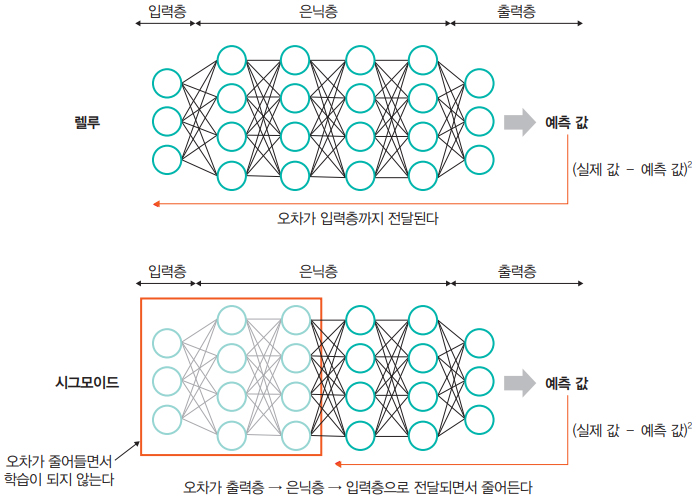 입력층 은닉층 출력층
렐루
예측 값
(실제 값 - 예측 값)²
오차가 입력층까지 전달된다
입력층 은닉층 출력층
시그모이드
예측 값
(실제 값 - 예측 값)²
오차가 줄어들면서
학습이 되지 않는다
오차가 출력층 → 은닉층 → 입력층으로 전달되면서 줄어든다